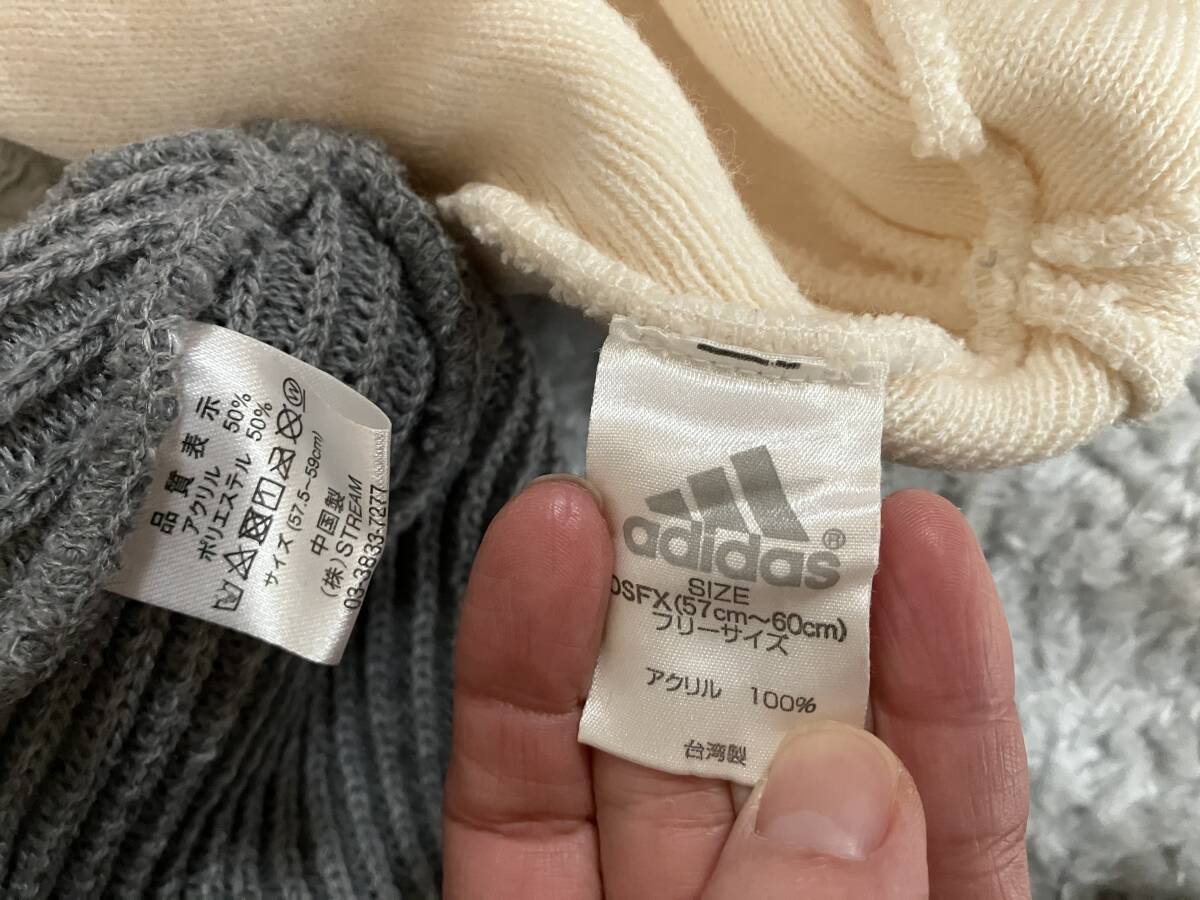 品質表示
アクリル 50%
ポリエステル 50%
W
サイズ(57.5~59cm)
中国製
(株)STREAM
03-3833-7277
adidas®
SIZE
OSFX(57cm~60cm)
フリーサイズ
アクリル 100%
台湾製